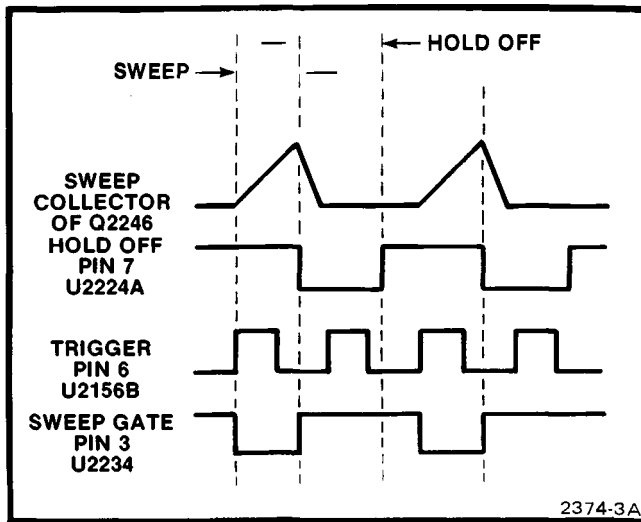 HOLD OFF
SWEEP
SWEEP
COLLECTOR
OF Q2246
HOLD OFF
PIN 7
U2224A
TRIGGER
PIN 6
U2156B
SWEEP GATE
PIN 3
U2234
2374-3A